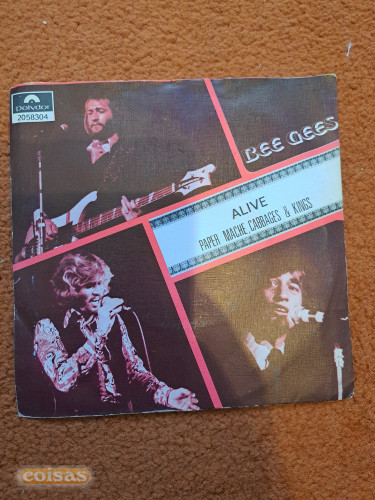 polydor
2058304
BEE GEES
ALIVE
PAPER MACHE, CABBAGES & KINGS
coisas